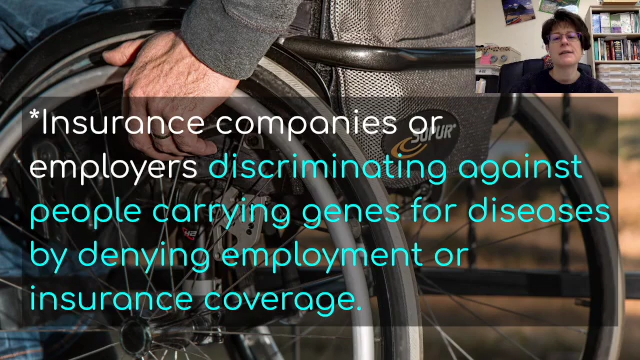 *Insurance companies or
employers discriminating against
people carrying genes for diseases
by denying employment or
insurance coverage.